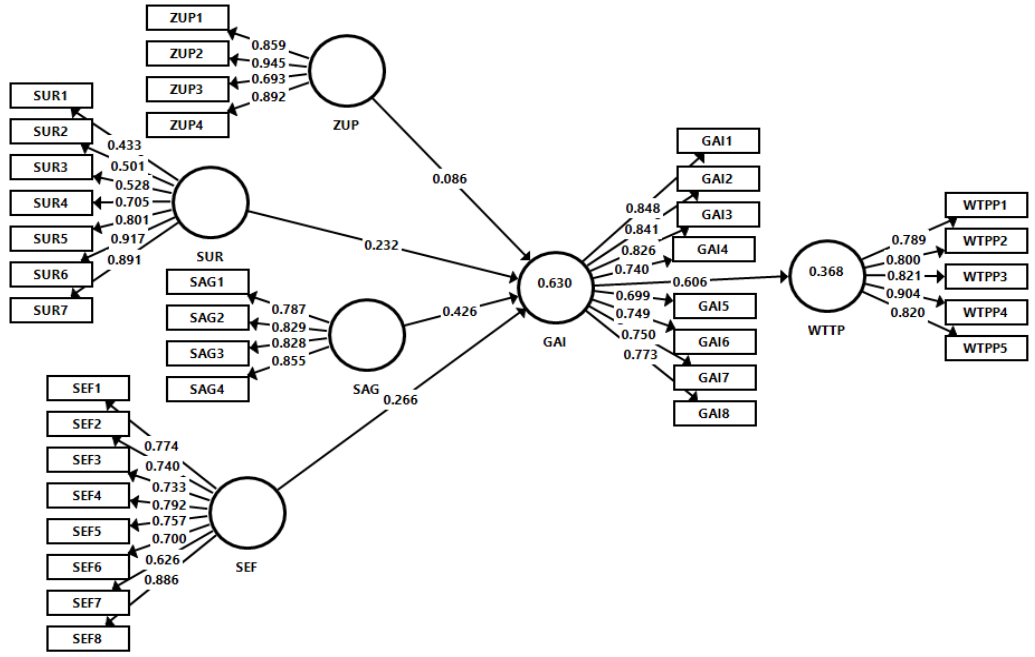 ZUP1
0.859
ZUP2
0.945
ZUP3
0.693
ZUP4
0.892
ZUP
0.086
SUR1
0.433
SUR2
0.501
SUR3
0.528
SUR4
0.705
SUR5
0.801
SUR6
0.917
SUR7
0.891
SUR
0.232
SAG1
0.787
SAG2
0.829
SAG3
0.828
SAG4
0.855
SAG
0.426
SEF1
0.774
SEF2
0.740
SEF3
0.733
SEF4
0.792
SEF5
0.757
SEF6
0.700
SEF7
0.626
SEF8
0.886
SEF
0.266
0.630
GAI
GAI1
0.848
GAI2
0.841
GAI3
0.826
GAI4
0.740
0.606
GAI5
0.699
GAI6
0.749
GAI7
0.750
GAI8
0.773
0.368
WTTP
WTPP1
0.789
WTPP2
0.800
WTPP3
0.821
WTPP4
0.904
WTPP5
0.820